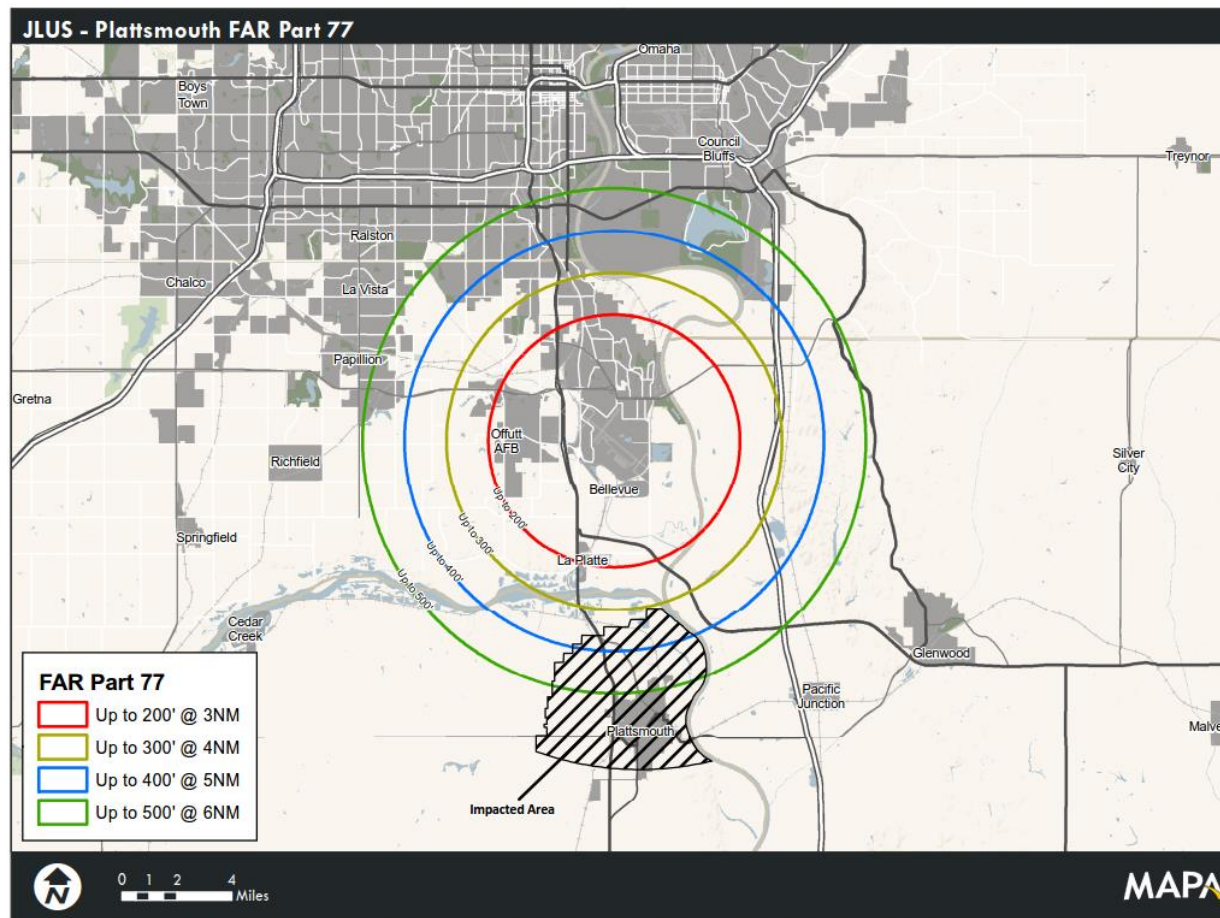 JLUS - Plattsmouth FAR Part 77
Omaha
Boys
Town
Council
Bluffs
Treynor
Ralston
Chalco
La Vista
Papillion
Gretna
Offutt
AFB
Richfield
Silver
City
Bellevue
Up to 200'
Up to 300'
Springfield
La Platte
Up to 400'
Up to 500'
Cedar
Creek
Glenwood
Pacific
Junction
Plattsmouth
Malve
Impacted Area
FAR Part 77
Up to 200' @ 3NM
Up to 300' @ 4NM
Up to 400' @ 5NM
Up to 500' @ 6NM
N
0 1 2 4
Miles
MAPA